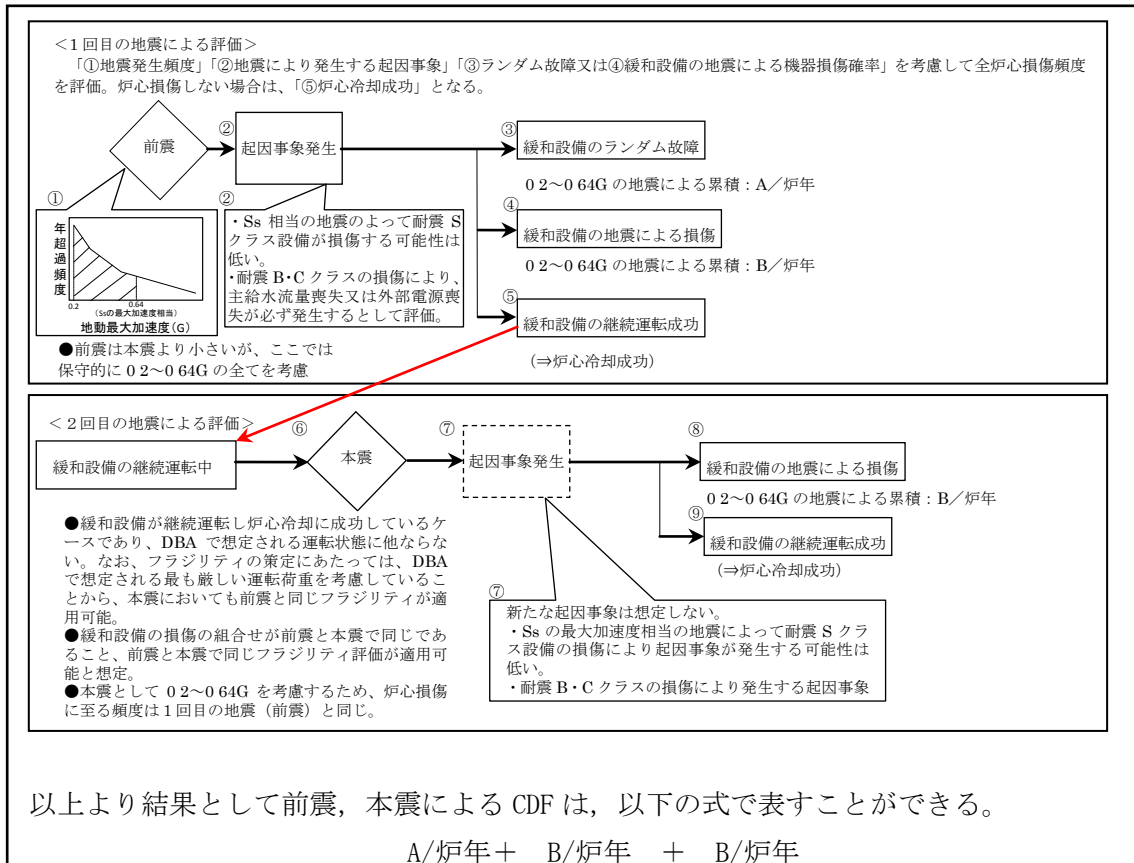 <1回目の地震による評価>
「①地震発生頻度」「②地震により発生する起因事象」「③ランダム故障又は④緩和設備の地震による機器損傷確率」を考慮して全炉心損傷頻度
を評価。炉心損傷しない場合は、「⑤炉心冷却成功」となる。
前震
②
起因事象発生
③
緩和設備のランダム故障
0 2~0 64G の地震による累積:A/炉年
④
緩和設備の地震による損傷
0 2~0 64G の地震による累積:B/炉年
⑤
緩和設備の継続運転成功
(⇒炉心冷却成功)
①
年超過頻度
0.2
0.64
(Ssの最大加速度相当)
地動最大加速度(G)
②
・Ss 相当の地震のよって耐震 S
クラス設備が損傷する可能性は
低い。
・耐震 B・C クラスの損傷により、
主給水流量喪失又は外部電源喪
失が必ず発生するとして評価。
●前震は本震より小さいが、ここでは
保守的に 0 2~0 64G の全てを考慮
<2回目の地震による評価>
緩和設備の継続運転中
⑥
本震
⑦
起因事象発生
⑧
緩和設備の地震による損傷
0 2~0 64G の地震による累積:B/炉年
⑨
緩和設備の継続運転成功
(⇒炉心冷却成功)
●緩和設備が継続運転し炉心冷却に成功しているケ
ースであり、DBA で想定される運転状態に他ならな
い。なお、フラジリティの策定にあたっては、DBA
で想定される最も厳しい運転荷重を考慮しているこ
とから、本震においても前震と同じフラジリティが適
用可能。
●緩和設備の損傷の組合せが前震と本震で同じであ
ること、前震と本震で同じフラジリティ評価が適用可
能と想定。
●本震として 0 2~0 64G を考慮するため、炉心損傷
に至る頻度は1回目の地震(前震)と同じ。
⑦
新たな起因事象は想定しない。
・Ss の最大加速度相当の地震によって耐震 S クラ
ス設備の損傷により起因事象が発生する可能性は
低い。
・耐震 B・C クラスの損傷により発生する起因事象
以上より結果として前震,本震による CDF は,以下の式で表すことができる。
A/炉年+ B/炉年 + B/炉年